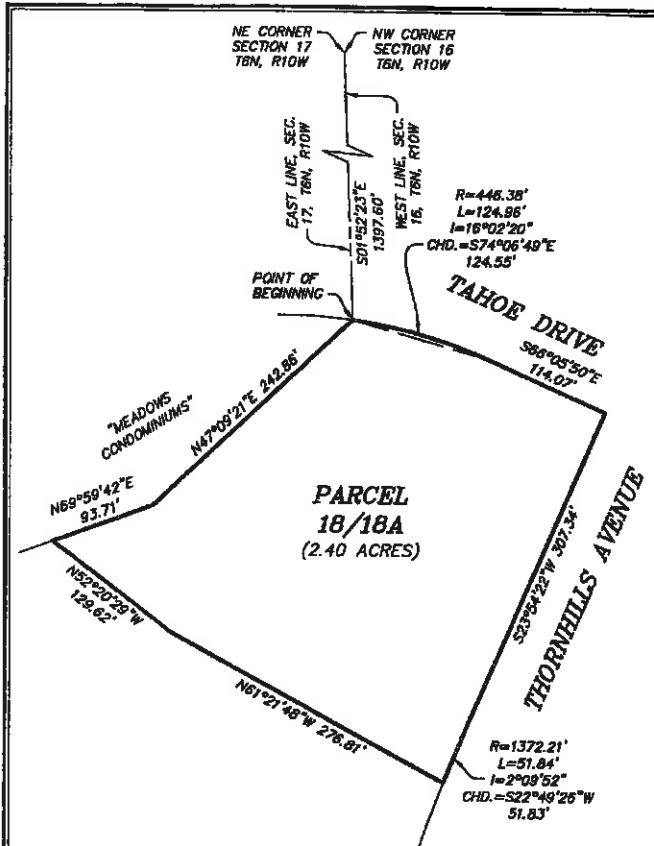 NE CORNER
SECTION 17
T6N, R10W
NW CORNER
SECTION 16
T6N, R10W
EAST LINE, SEC.
17, T6N, R10W
S01°52'23"E
1397.60'
WEST LINE, SEC.
16, T6N, R10W
R=446.38'
L=124.96'
I=16°02'20"
CHD.=S74°06'49"E
124.55'
POINT OF
BEGINNING
TAHOE DRIVE
S66°05'50"E
114.07'
"MEADOWS
CONDOMINIUMS"
N47°09'21"E 242.86'
N69°59'42"E
93.71'
PARCEL
18/18A
(2.40 ACRES)
S23°54'22"W 307.34'
THORNHILLS AVENUE
N52°20'29"W
129.62'
N61°21'48"W 276.81'
R=1372.21'
L=51.84'
I=2°09'52"
CHD.=S22°49'26"W
51.83'